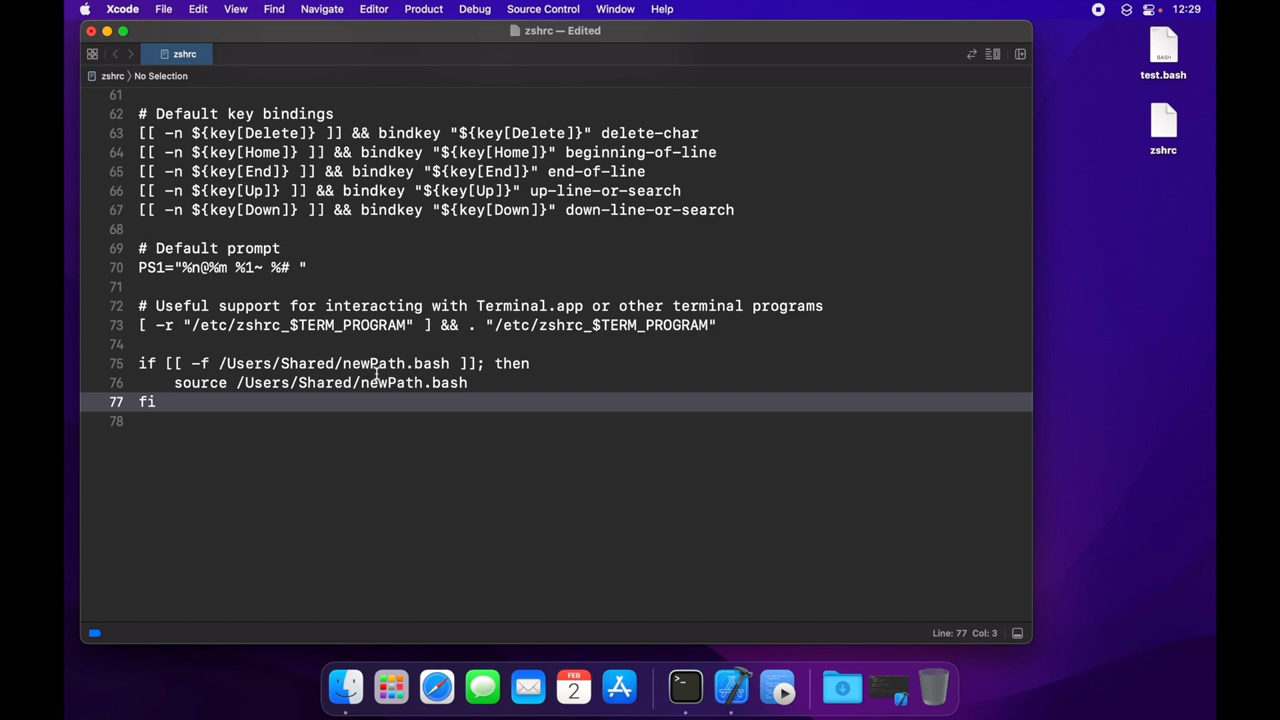 Xcode File Edit View Find Navigate Editor Product Debug Source Control Window Help 12:29
zshrc — Edited
zshrc
zshrc 〉 No Selection
61
62 # Default key bindings
63 [[ -n ${key[Delete]} ]] && bindkey "${key[Delete]}" delete-char
64 [[ -n ${key[Home]} ]] && bindkey "${key[Home]}" beginning-of-line
65 [[ -n ${key[End]} ]] && bindkey "${key[End]}" end-of-line
66 [[ -n ${key[Up]} ]] && bindkey "${key[Up]}" up-line-or-search
67 [[ -n ${key[Down]} ]] && bindkey "${key[Down]}" down-line-or-search
68
69 # Default prompt
70 PS1="%n@%m %1~ %# "
71
72 # Useful support for interacting with Terminal.app or other terminal programs
73 [ -r "/etc/zshrc_$TERM_PROGRAM" ] && . "/etc/zshrc_$TERM_PROGRAM"
74
75 if [[ -f /Users/Shared/newPath.bash ]]; then
76 source /Users/Shared/newPath.bash
77 fi
78
Line: 77 Col: 3
BASH
test.bash
zshrc
FEB
2